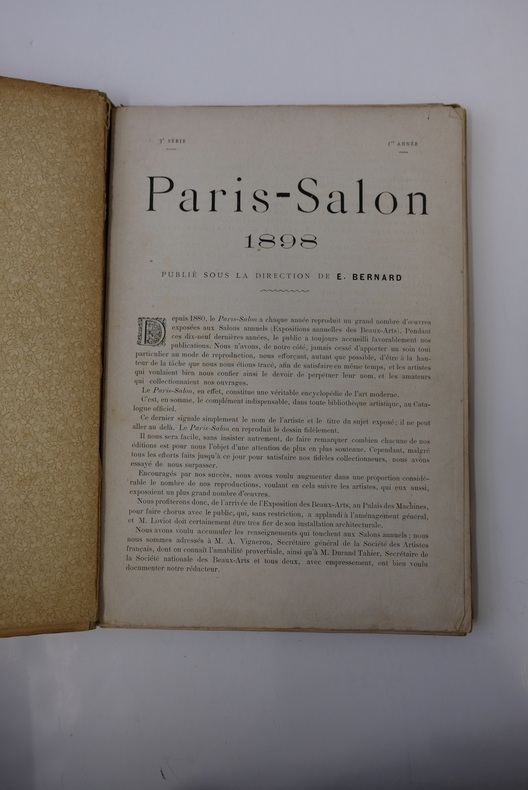 2e SÉRIE
1re ANNÉE
Paris-Salon
1898
PUBLIÉ SOUS LA DIRECTION DE E. BERNARD
Depuis 1880, le Paris-Salon a chaque année reproduit un grand nombre d'œuvres
exposées aux Salons annuels (Expositions annuelles des Beaux-Arts). Pendant
ces dix-neuf dernières années, le public a toujours accueilli favorablement nos
publications. Nous n'avons, de notre côté, jamais cessé d'apporter un soin tout
particulier au mode de reproduction, nous efforçant, autant que possible, d'être à la hau-
teur de la tâche que nous nous étions tracé, afin de satisfaire en même temps, et les artistes
qui voulaient bien nous confier ainsi le devoir de perpétuer leur nom, et les amateurs
qui collectionnaient nos ouvrages.
Le Paris-Salon, en effet, constitue une véritable encyclopédie de l'art moderne.
C'est, en somme, le complément indispensable, dans toute bibliothèque artistique, au Cata-
logue officiel.
Ce dernier signale simplement le nom de l'artiste et le titre du sujet exposé; il ne peut
aller au delà. Le Paris-Salon en reproduit le dessin fidèlement.
Il nous sera facile, sans insister autrement, de faire remarquer combien chacune de nos
éditions est pour nous l'objet d'une attention de plus en plus soutenue. Cependant, malgré
tous les efforts faits jusqu'à ce jour pour satisfaire nos fidèles collectionneurs, nous avons
essayé de nous surpasser.
Encouragés par nos succès, nous avons voulu augmenter dans une proportion considé-
rable le nombre de nos reproductions, voulant en cela suivre les artistes, qui eux aussi,
exposaient un plus grand nombre d'œuvres.
Nous profiterons donc, de l'arrivée de l'Exposition des Beaux-Arts, au Palais des Machines,
pour faire chorus avec le public, qui, sans restriction, a applaudi à l'aménagement général,
et M. Loviot doit certainement être très fier de son installation architecturale.
Nous avons voulu accumuler les renseignements qui touchent aux Salons annuels; nous
nous sommes adressés à M. A. Vigneron, Secrétaire général de la Société des Artistes
français, dont on connaît l'amabilité proverbiale, ainsi qu'à M. Durand Tahier, Secrétaire de
la Société nationale des Beaux-Arts et tous deux, avec empressement, ont bien voulu
documenter notre rédacteur.